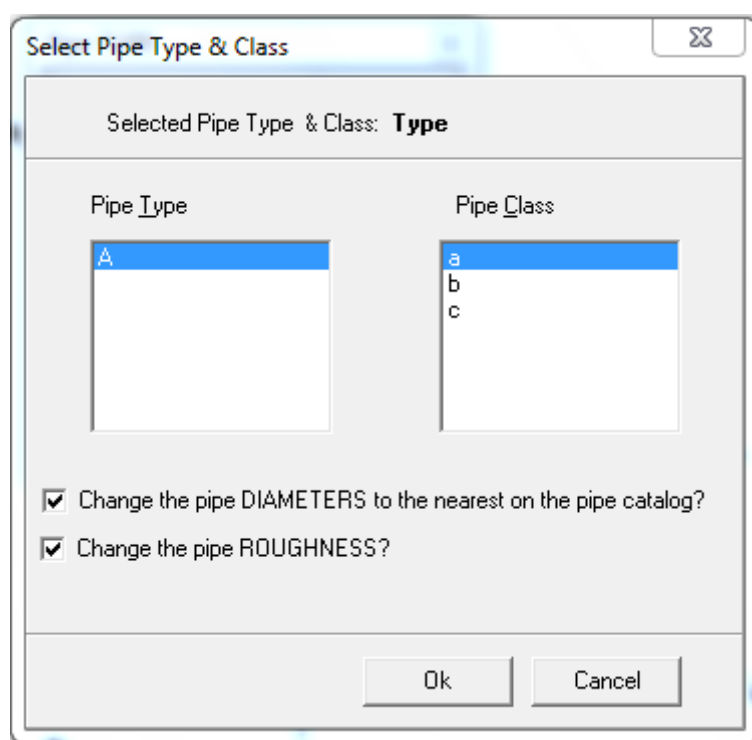 Select Pipe Type & Class
Selected Pipe Type & Class: Type
Pipe Type
Pipe Class
A
a
b
c
Change the pipe DIAMETERS to the nearest on the pipe catalog?
Change the pipe ROUGHNESS?
Ok
Cancel